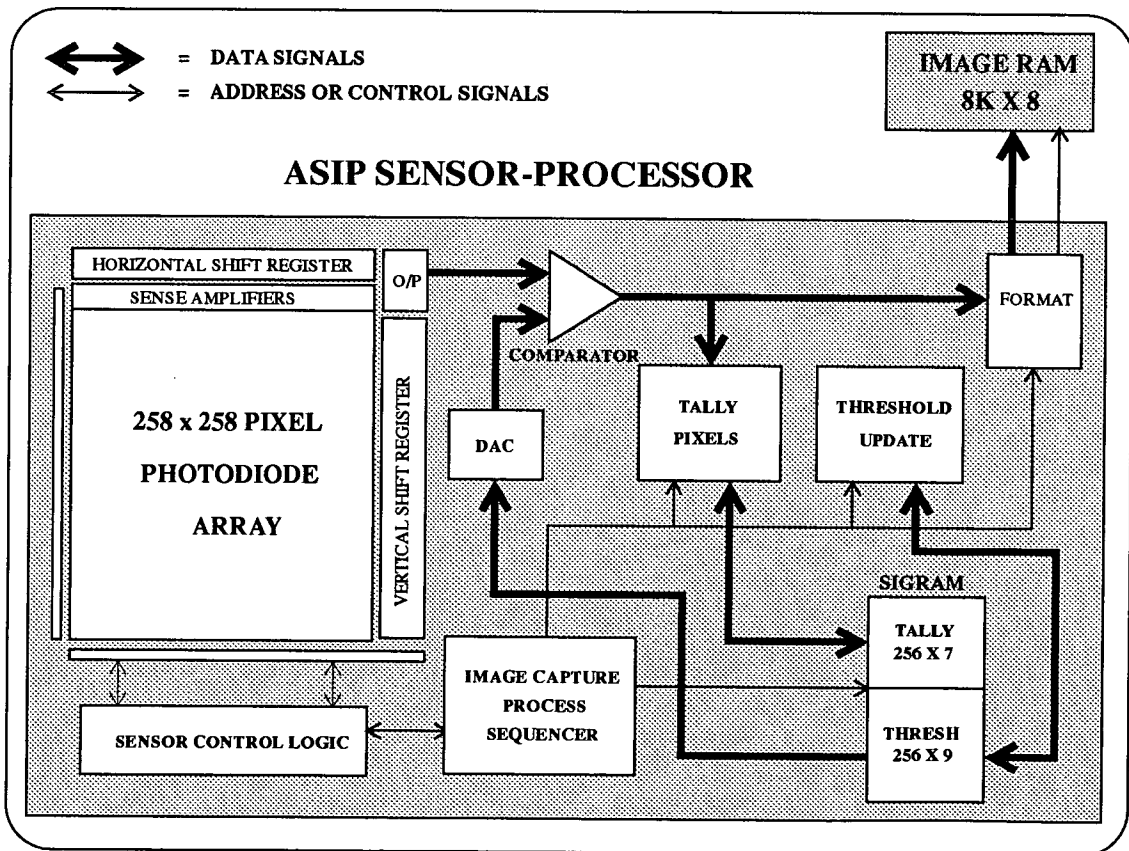 = DATA SIGNALS
= ADDRESS OR CONTROL SIGNALS
IMAGE RAM
8K X 8
ASIP SENSOR-PROCESSOR
HORIZONTAL SHIFT REGISTER
O/P
SENSE AMPLIFIERS
258 x 258 PIXEL
PHOTODIODE
ARRAY
VERTICAL SHIFT REGISTER
COMPARATOR
FORMAT
DAC
TALLY
PIXELS
THRESHOLD
UPDATE
SIGRAM
TALLY
256 X 7
THRESH
256 X 9
IMAGE CAPTURE
PROCESS
SEQUENCER
SENSOR CONTROL LOGIC